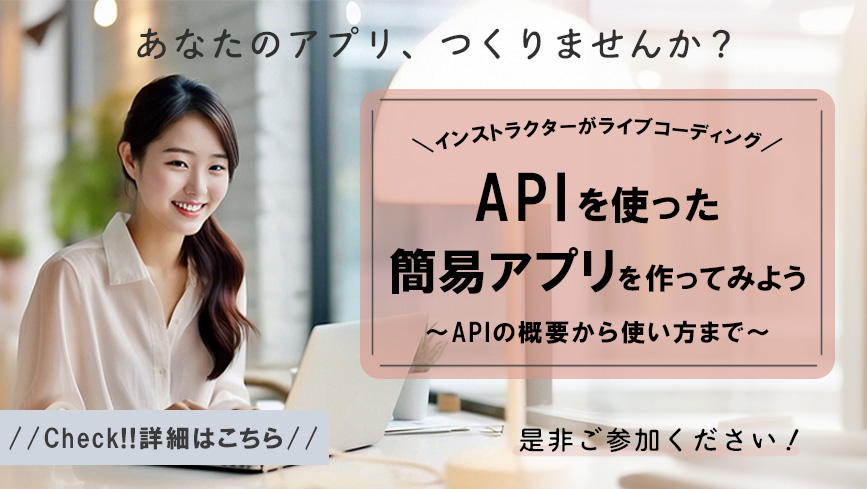 あなたのアプリ、つくりませんか？
＼インストラクターがライブコーディング／
APIを使った
簡易アプリを作ってみよう
～APIの概要から使い方まで～
//Check!!詳細はこちら//
是非ご参加ください！